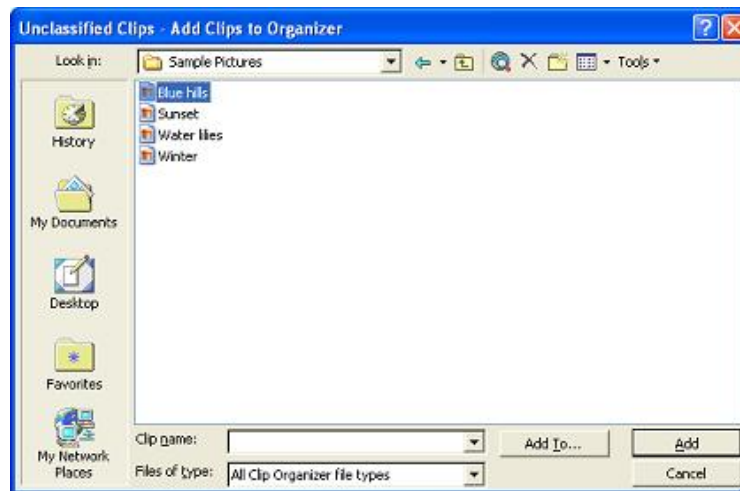 Unclassified Clips - Add Clips to Organizer
Look in:
Sample Pictures
Tools
History
My Documents
Desktop
Favorites
My Network
Places
Blue hills
Sunset
Water lilies
Winter
Clip name:
Add To...
Add
Files of type:
All Clip Organizer file types
Cancel